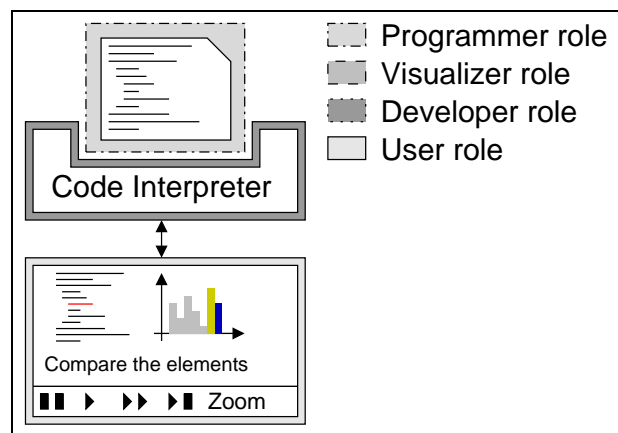 Programmer role
Visualizer role
Developer role
User role
Code Interpreter
Compare the elements
Zoom